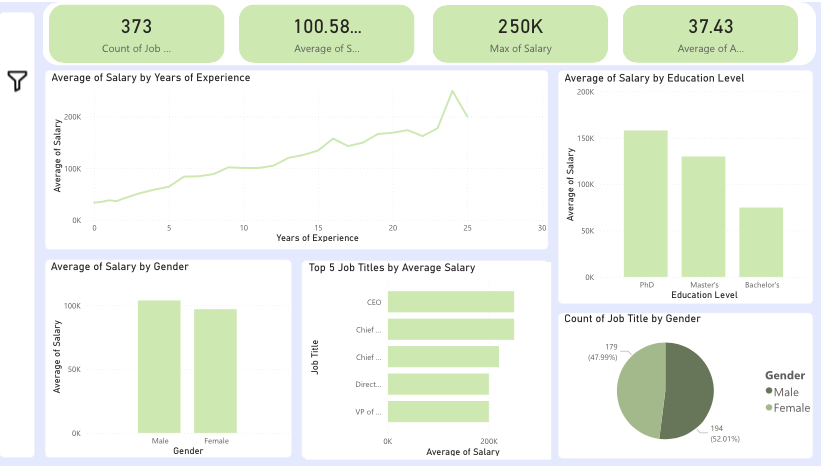 373
Count of Job ...
100.58...
Average of S...
250K
Max of Salary
37.43
Average of A...
Average of Salary by Years of Experience
Average of Salary
200K
100K
0K
0
5
10
15
20
25
30
Years of Experience
Average of Salary by Education Level
Average of Salary
200K
150K
100K
50K
0K
PhD
Master's
Bachelor's
Education Level
Average of Salary by Gender
Average of Salary
100K
50K
0K
Male
Female
Gender
Top 5 Job Titles by Average Salary
Job Title
CEO
Chief ...
Chief ...
Direct...
VP of ...
0K
200K
Average of Salary
Count of Job Title by Gender
179
(47.99%)
194
(52.01%)
Gender
Male
Female